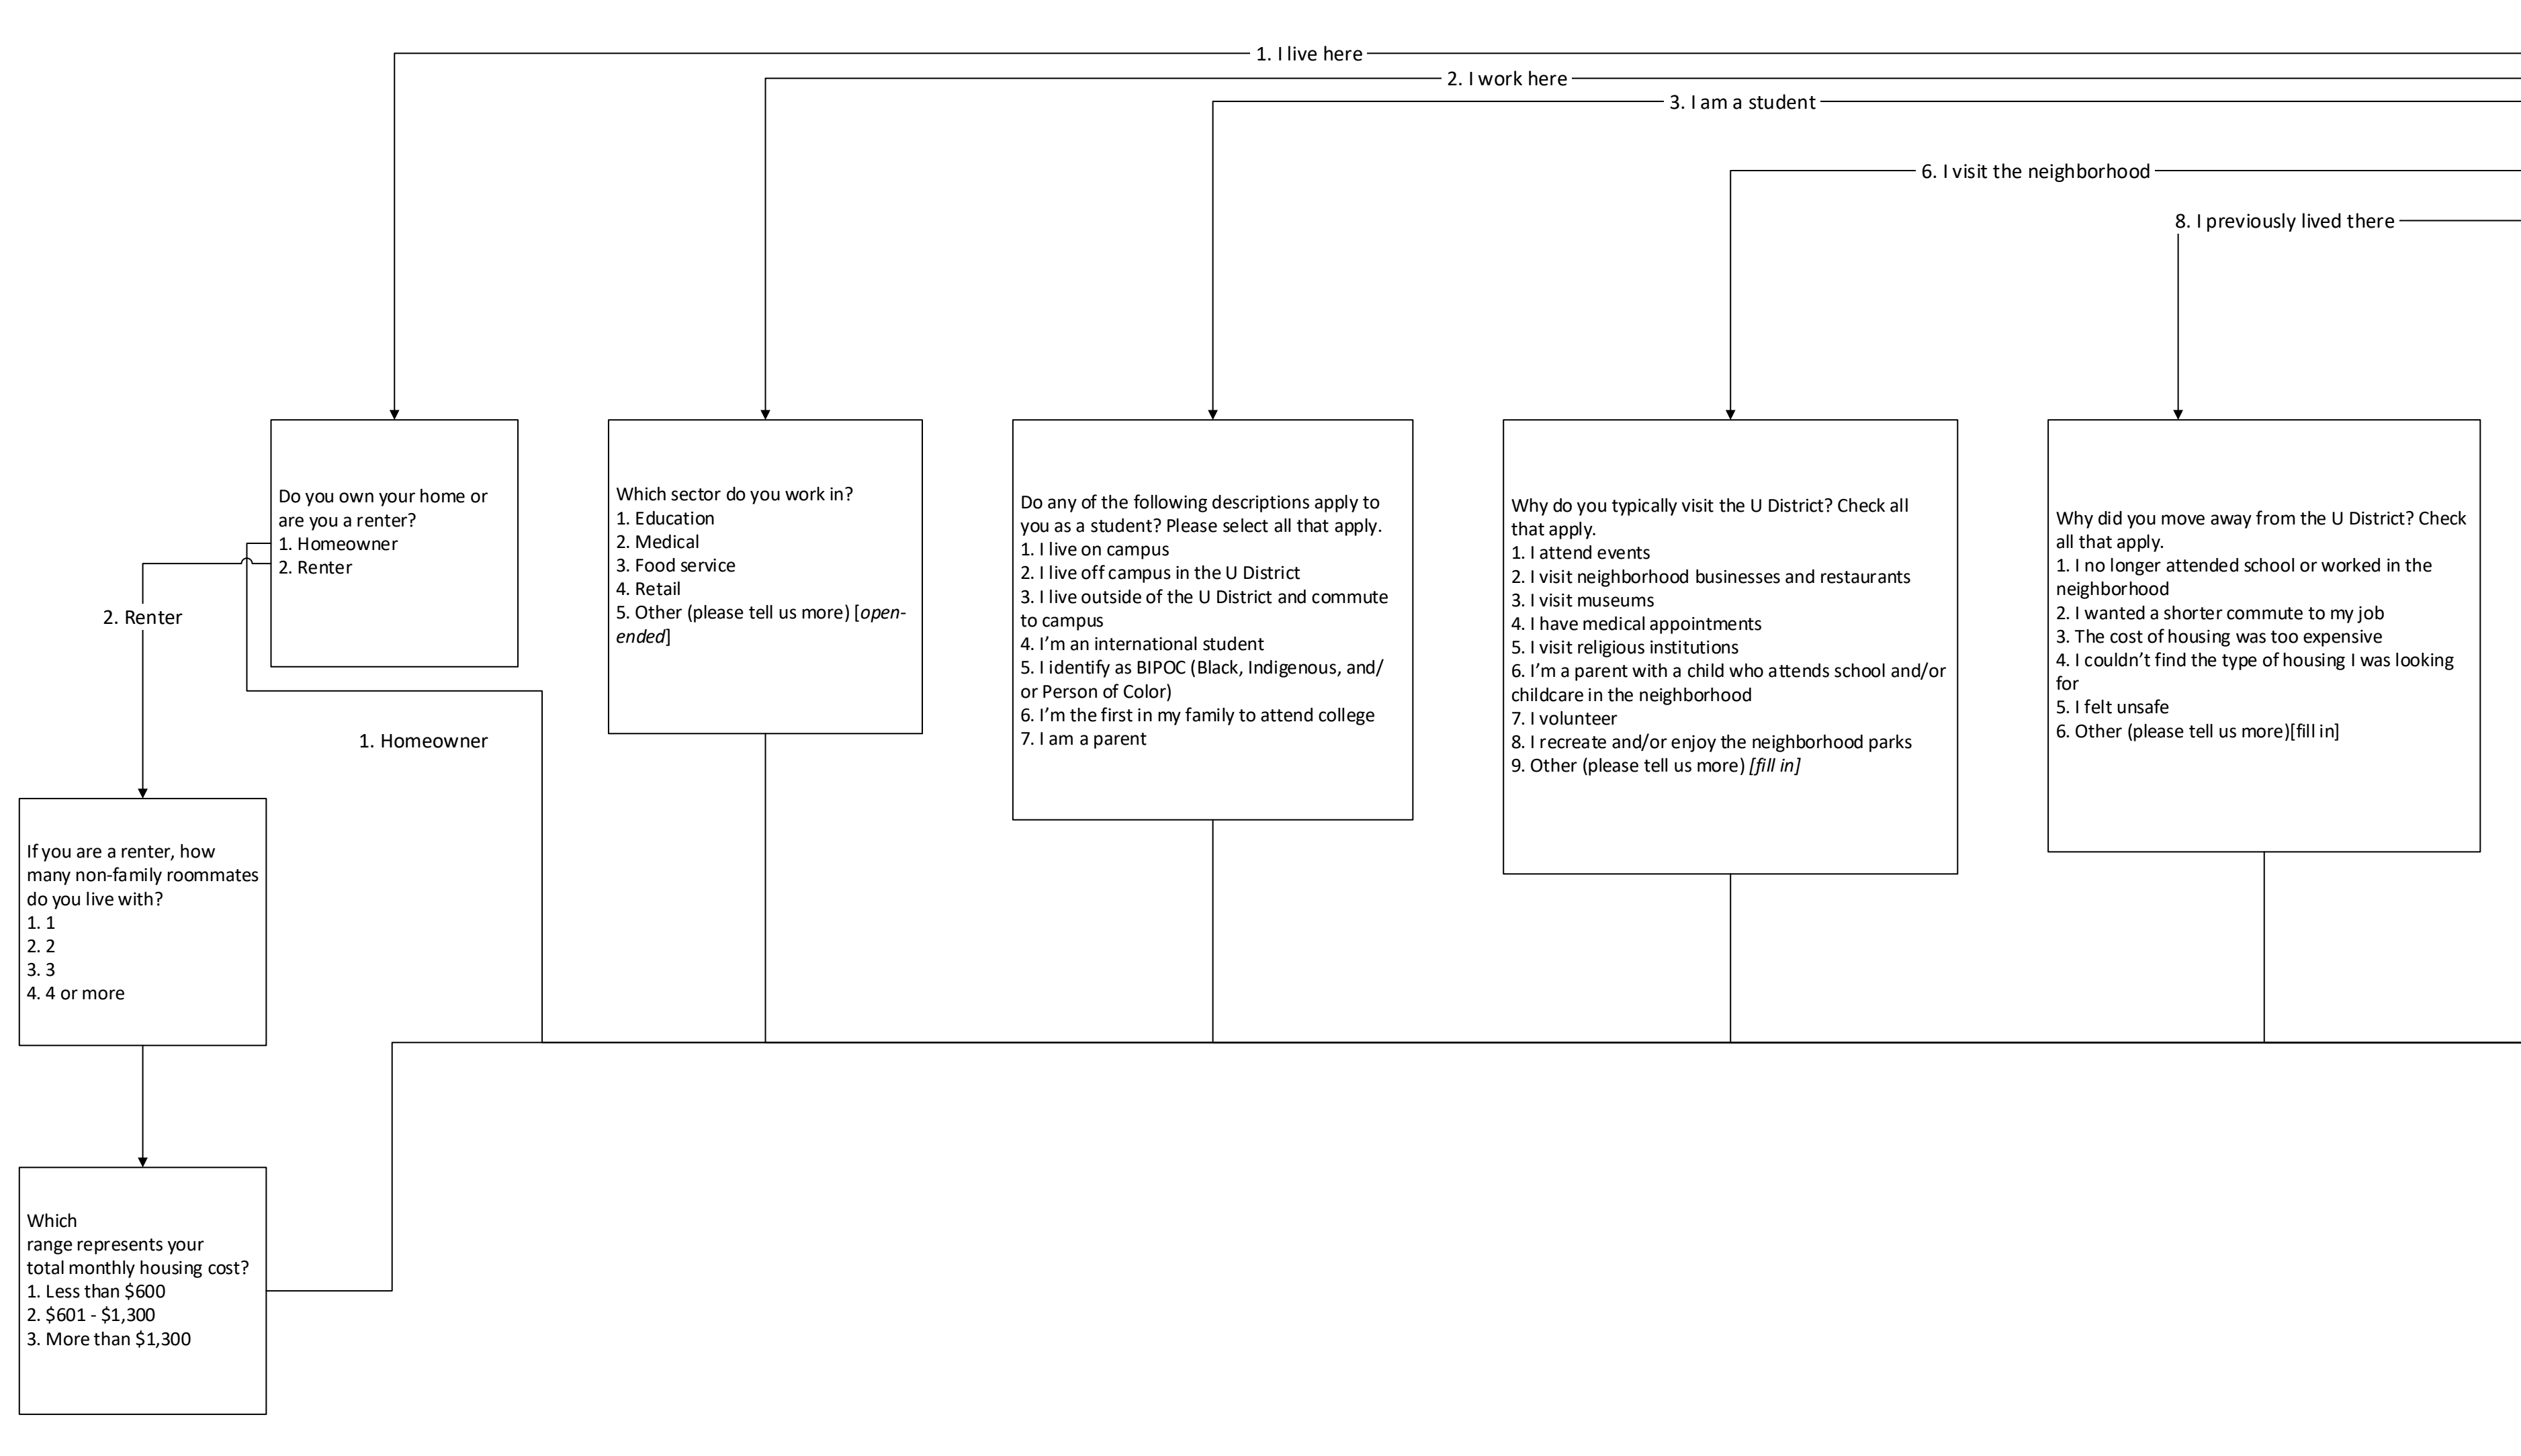 1. I live here
2. I work here
3. I am a student
6. I visit the neighborhood
8. I previously lived there
Do you own your home or
are you a renter?
1. Homeowner
2. Renter
Which sector do you work in?
1. Education
2. Medical
3. Food service
4. Retail
5. Other (please tell us more) [open-
ended]
Do any of the following descriptions apply to
you as a student? Please select all that apply.
1. I live on campus
2. I live off campus in the U District
3. I live outside of the U District and commute
to campus
4. I’m an international student
5. I identify as BIPOC (Black, Indigenous, and/
or Person of Color)
6. I’m the first in my family to attend college
7. I am a parent
Why do you typically visit the U District? Check all
that apply.
1. I attend events
2. I visit neighborhood businesses and restaurants
3. I visit museums
4. I have medical appointments
5. I visit religious institutions
6. I’m a parent with a child who attends school and/or
childcare in the neighborhood
7. I volunteer
8. I recreate and/or enjoy the neighborhood parks
9. Other (please tell us more) [fill in]
Why did you move away from the U District? Check
all that apply.
1. I no longer attended school or worked in the
neighborhood
2. I wanted a shorter commute to my job
3. The cost of housing was too expensive
4. I couldn’t find the type of housing I was looking
for
5. I felt unsafe
6. Other (please tell us more)[fill in]
2. Renter
1. Homeowner
If you are a renter, how
many non-family roommates
do you live with?
1. 1
2. 2
3. 3
4. 4 or more
Which
range represents your
total monthly housing cost?
1. Less than $600
2. $601 - $1,300
3. More than $1,300